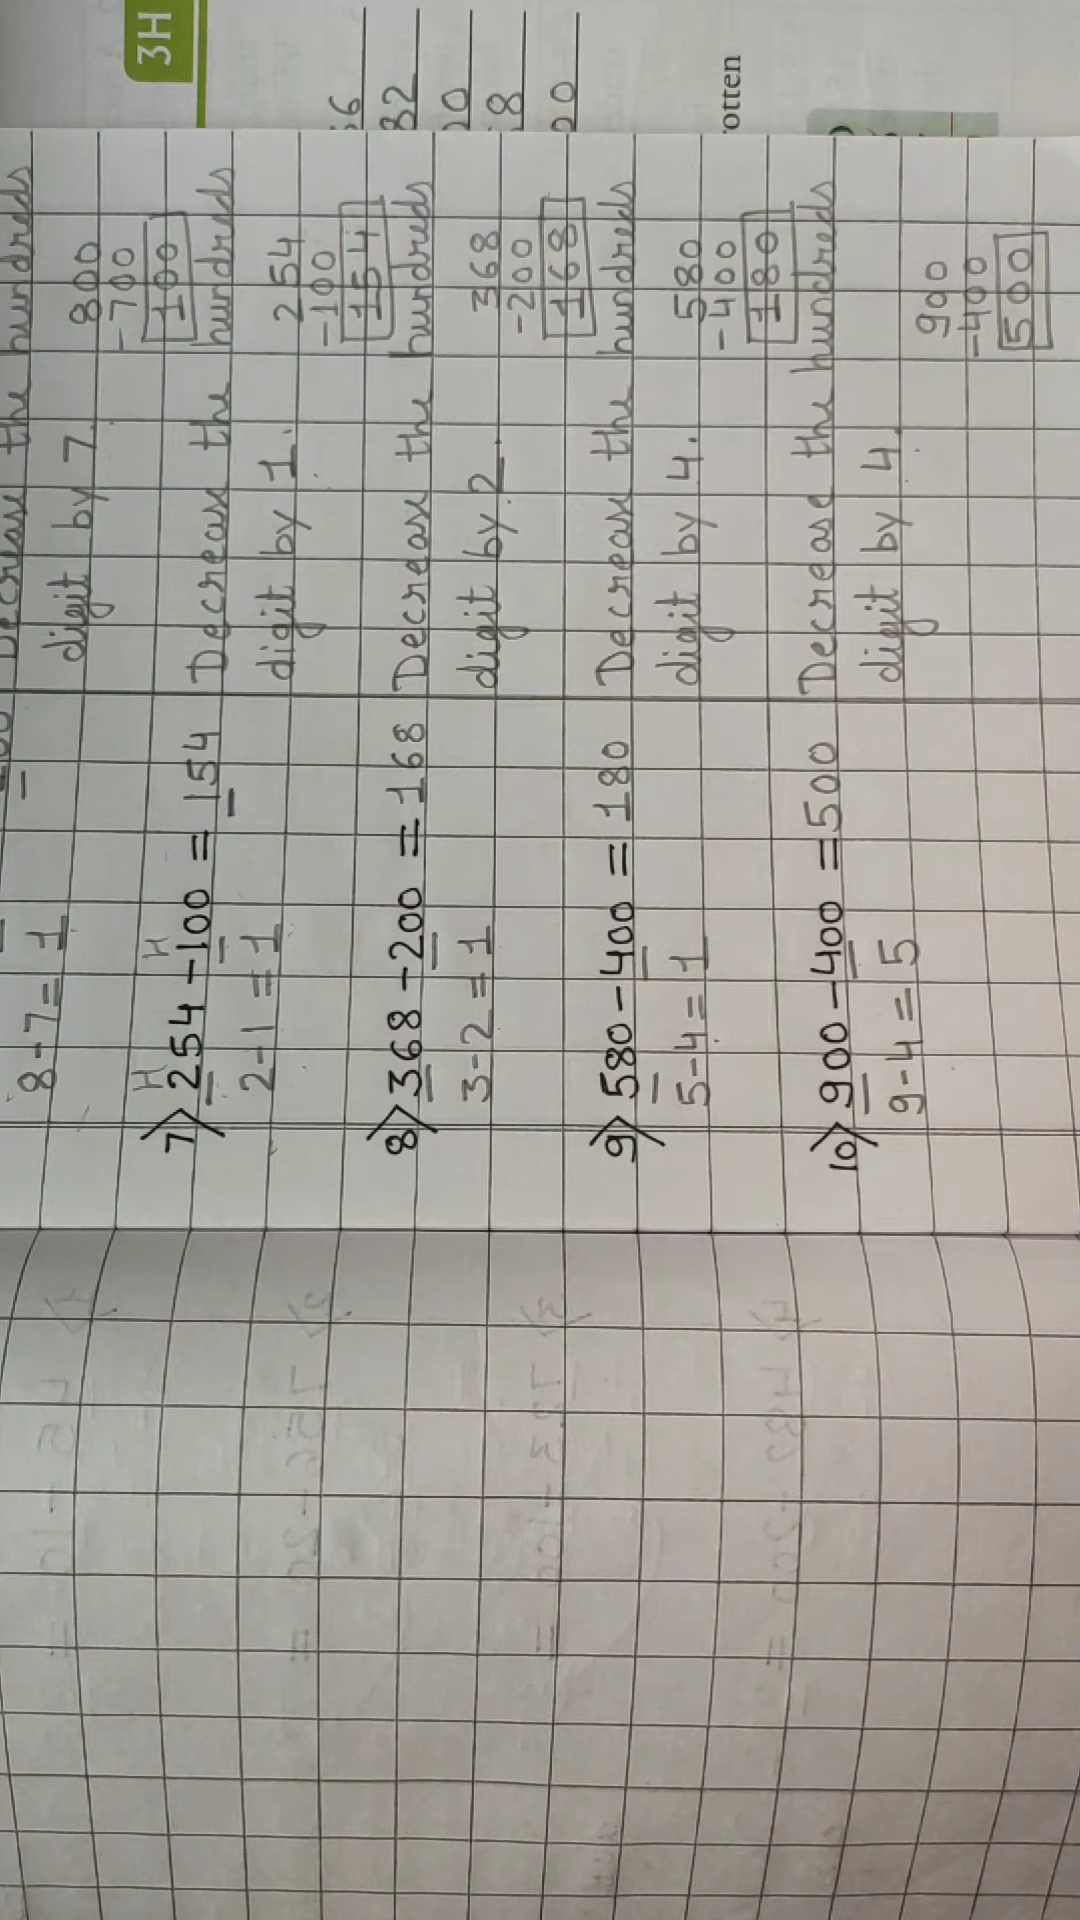 3H
82
otten
Decrease the hundreds
8-7=1
digit by 7
800
-700
100
7) 254-100 = 154 Decrease the hundreds
H H
2-1=1
digit by 1.
254
-100
154
8) 368-200 = 168 Decrease the hundreds
3-2=1
digit by 2.
368
-200
168
9) 580-400 = 180 Decrease the hundreds
5-4=1
digit by 4.
580
-400
180
10) 900-400 = 500 Decrease the hundreds
9-4=5
digit by 4.
900
-400
500